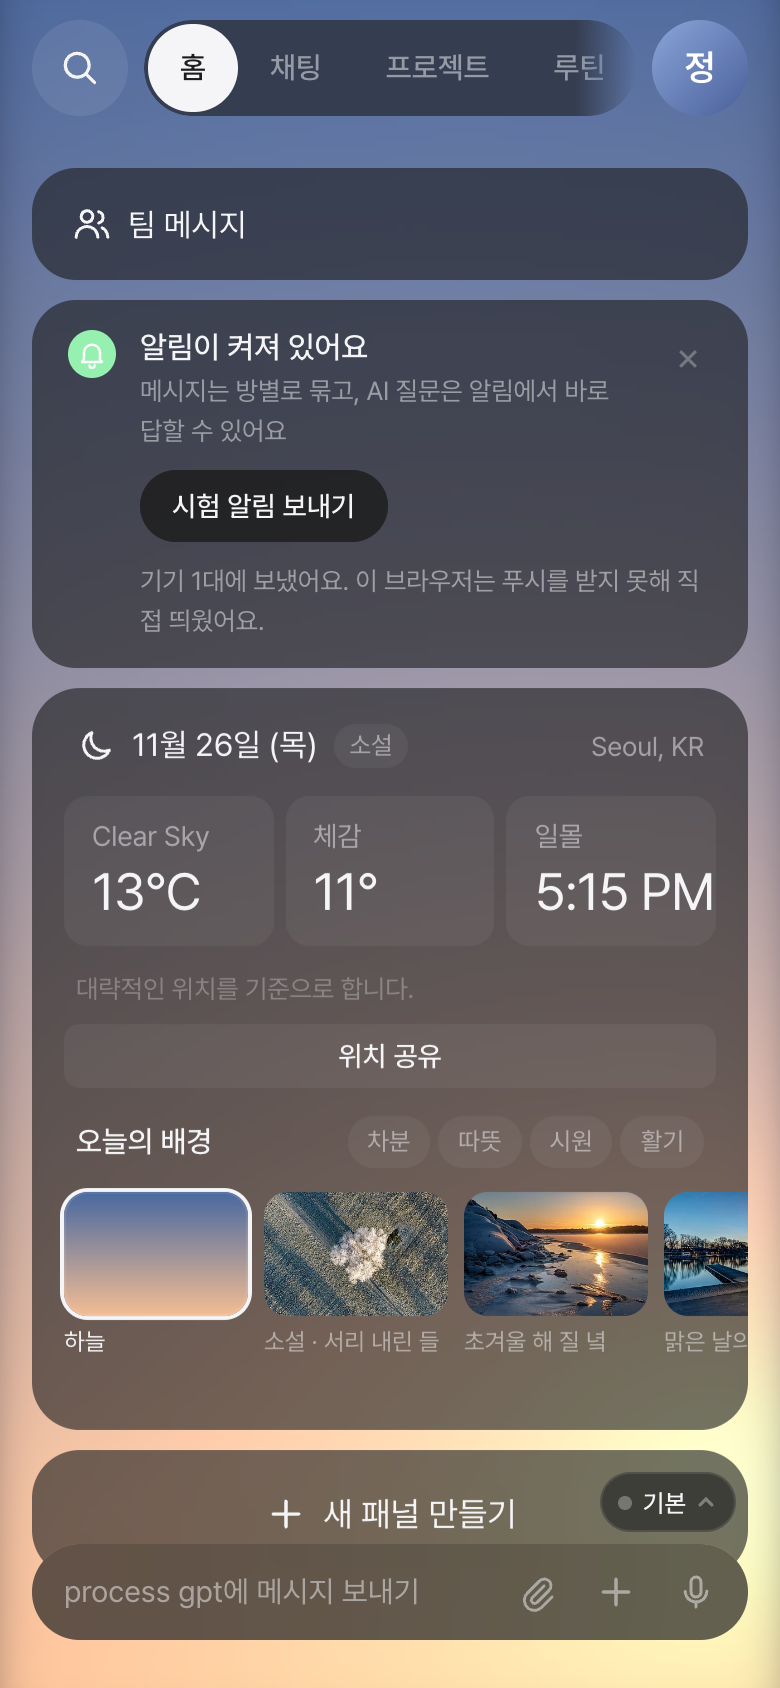 홈
채팅
프로젝트
루틴
정
팀 메시지
알림이 켜져 있어요
메시지는 방별로 묶고, AI 질문은 알림에서 바로
답할 수 있어요
시험 알림 보내기
기기 1대에 보냈어요. 이 브라우저는 푸시를 받지 못해 직
접 띄웠어요.
11월 26일 (목) 소설 Seoul, KR
Clear Sky
13°C
체감
11°
일몰
5:15 PM
대략적인 위치를 기준으로 합니다.
위치 공유
오늘의 배경
차분
따뜻
시원
활기
하늘
소설 · 서리 내린 들
초겨울 해 질 녘
맑은 날의
새 패널 만들기
기본
process gpt에 메시지 보내기